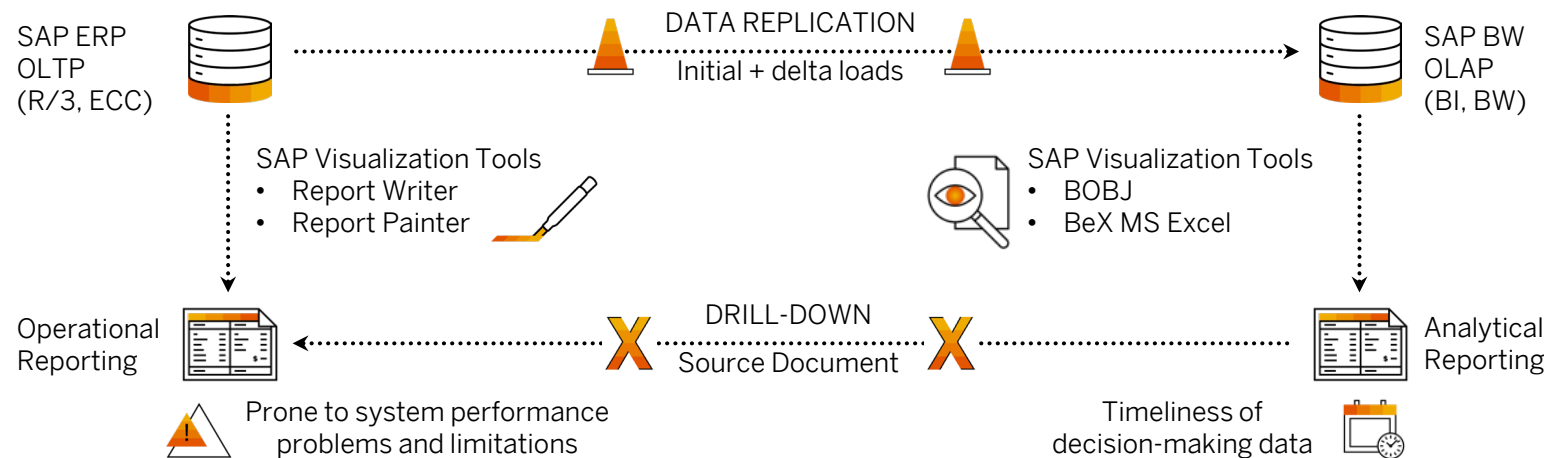 SAP ERP
OLTP
(R/3, ECC)
DATA REPLICATION
Initial + delta loads
SAP BW
OLAP
(BI, BW)
SAP Visualization Tools
• Report Writer
• Report Painter
SAP Visualization Tools
• BOBJ
• BeX MS Excel
Operational
Reporting
X
DRILL-DOWN
Source Document
X
Analytical
Reporting
$
$
!
Prone to system performance
problems and limitations
Timeliness of
decision-making data